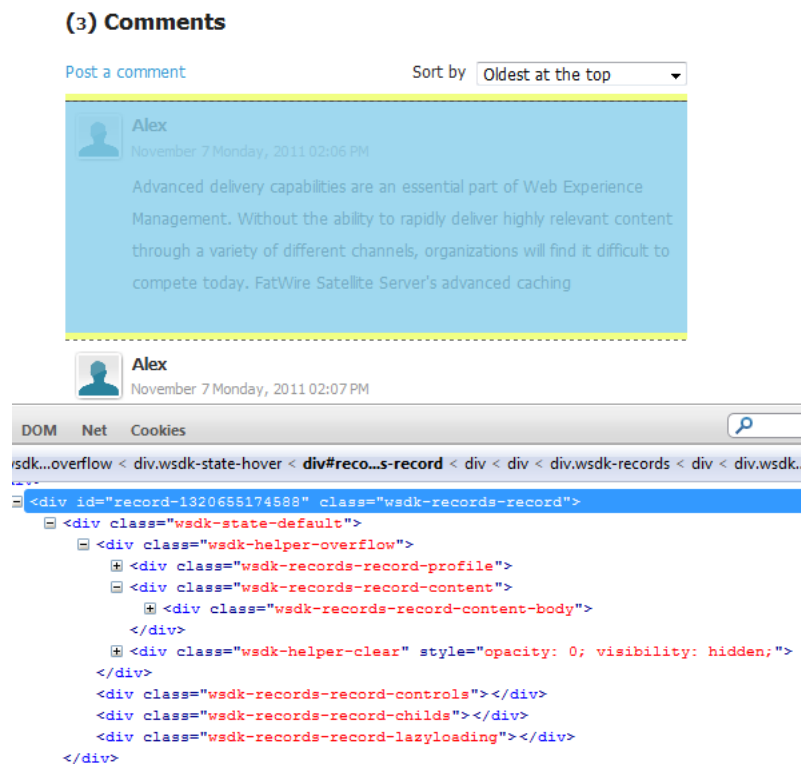 (3) Comments
Post a comment Sort by Oldest at the top
Alex
November 7 Monday, 2011 02:06 PM
Advanced delivery capabilities are an essential part of Web Experience
Management. Without the ability to rapidly deliver highly relevant content
through a variety of different channels, organizations will find it difficult to
compete today. FatWire Satellite Server's advanced caching
Alex
November 7 Monday, 2011 02:07 PM
DOM Net Cookies
wsdk...overflow < div.wsdk-state-hover < div#reco...s-record < div < div < div.wsdk-records < div < div.wsdk..
<div id="record-1320655174588" class="wsdk-records-record">
<div class="wsdk-state-default">
<div class="wsdk-helper-overflow">
<div class="wsdk-records-record-profile">
<div class="wsdk-records-record-content">
<div class="wsdk-records-record-content-body">
</div>
<div class="wsdk-helper-clear" style="opacity: 0; visibility: hidden;">
</div>
<div class="wsdk-records-record-controls"></div>
<div class="wsdk-records-record-childs"></div>
<div class="wsdk-records-record-lazyloading"></div>
</div>